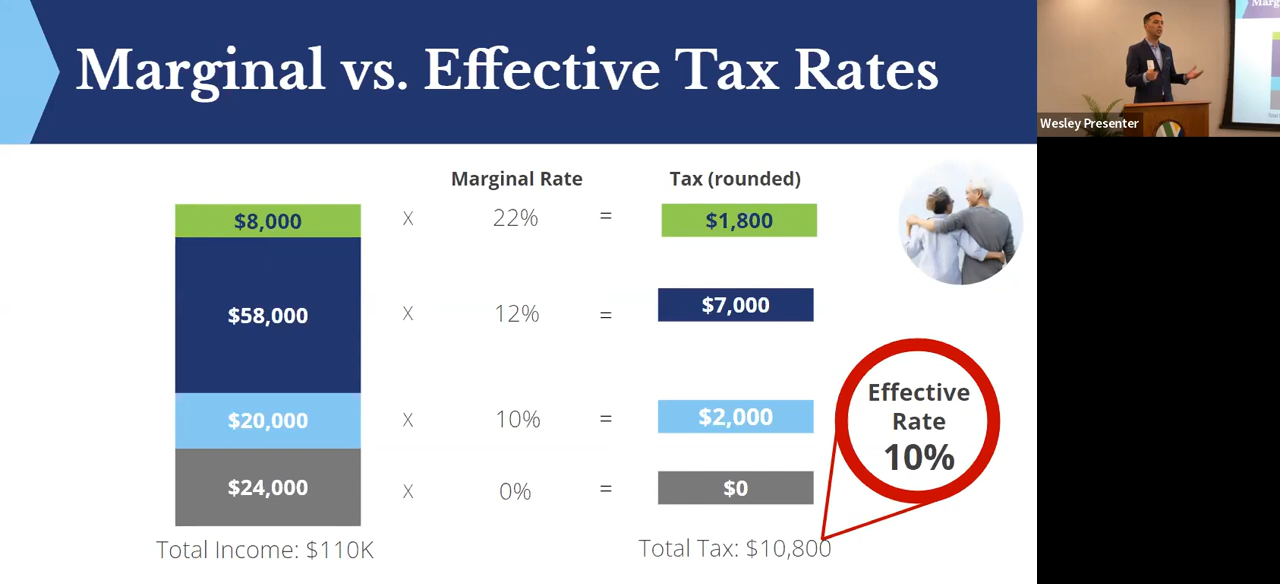 Marginal vs. Effective Tax Rates
Wesley Presenter
Marginal Rate Tax (rounded)
$8,000 X 22% = $1,800
$58,000 X 12% = $7,000
$20,000 X 10% = $2,000
$24,000 X 0% = $0
Effective
Rate
10%
Total Income: $110K Total Tax: $10,800